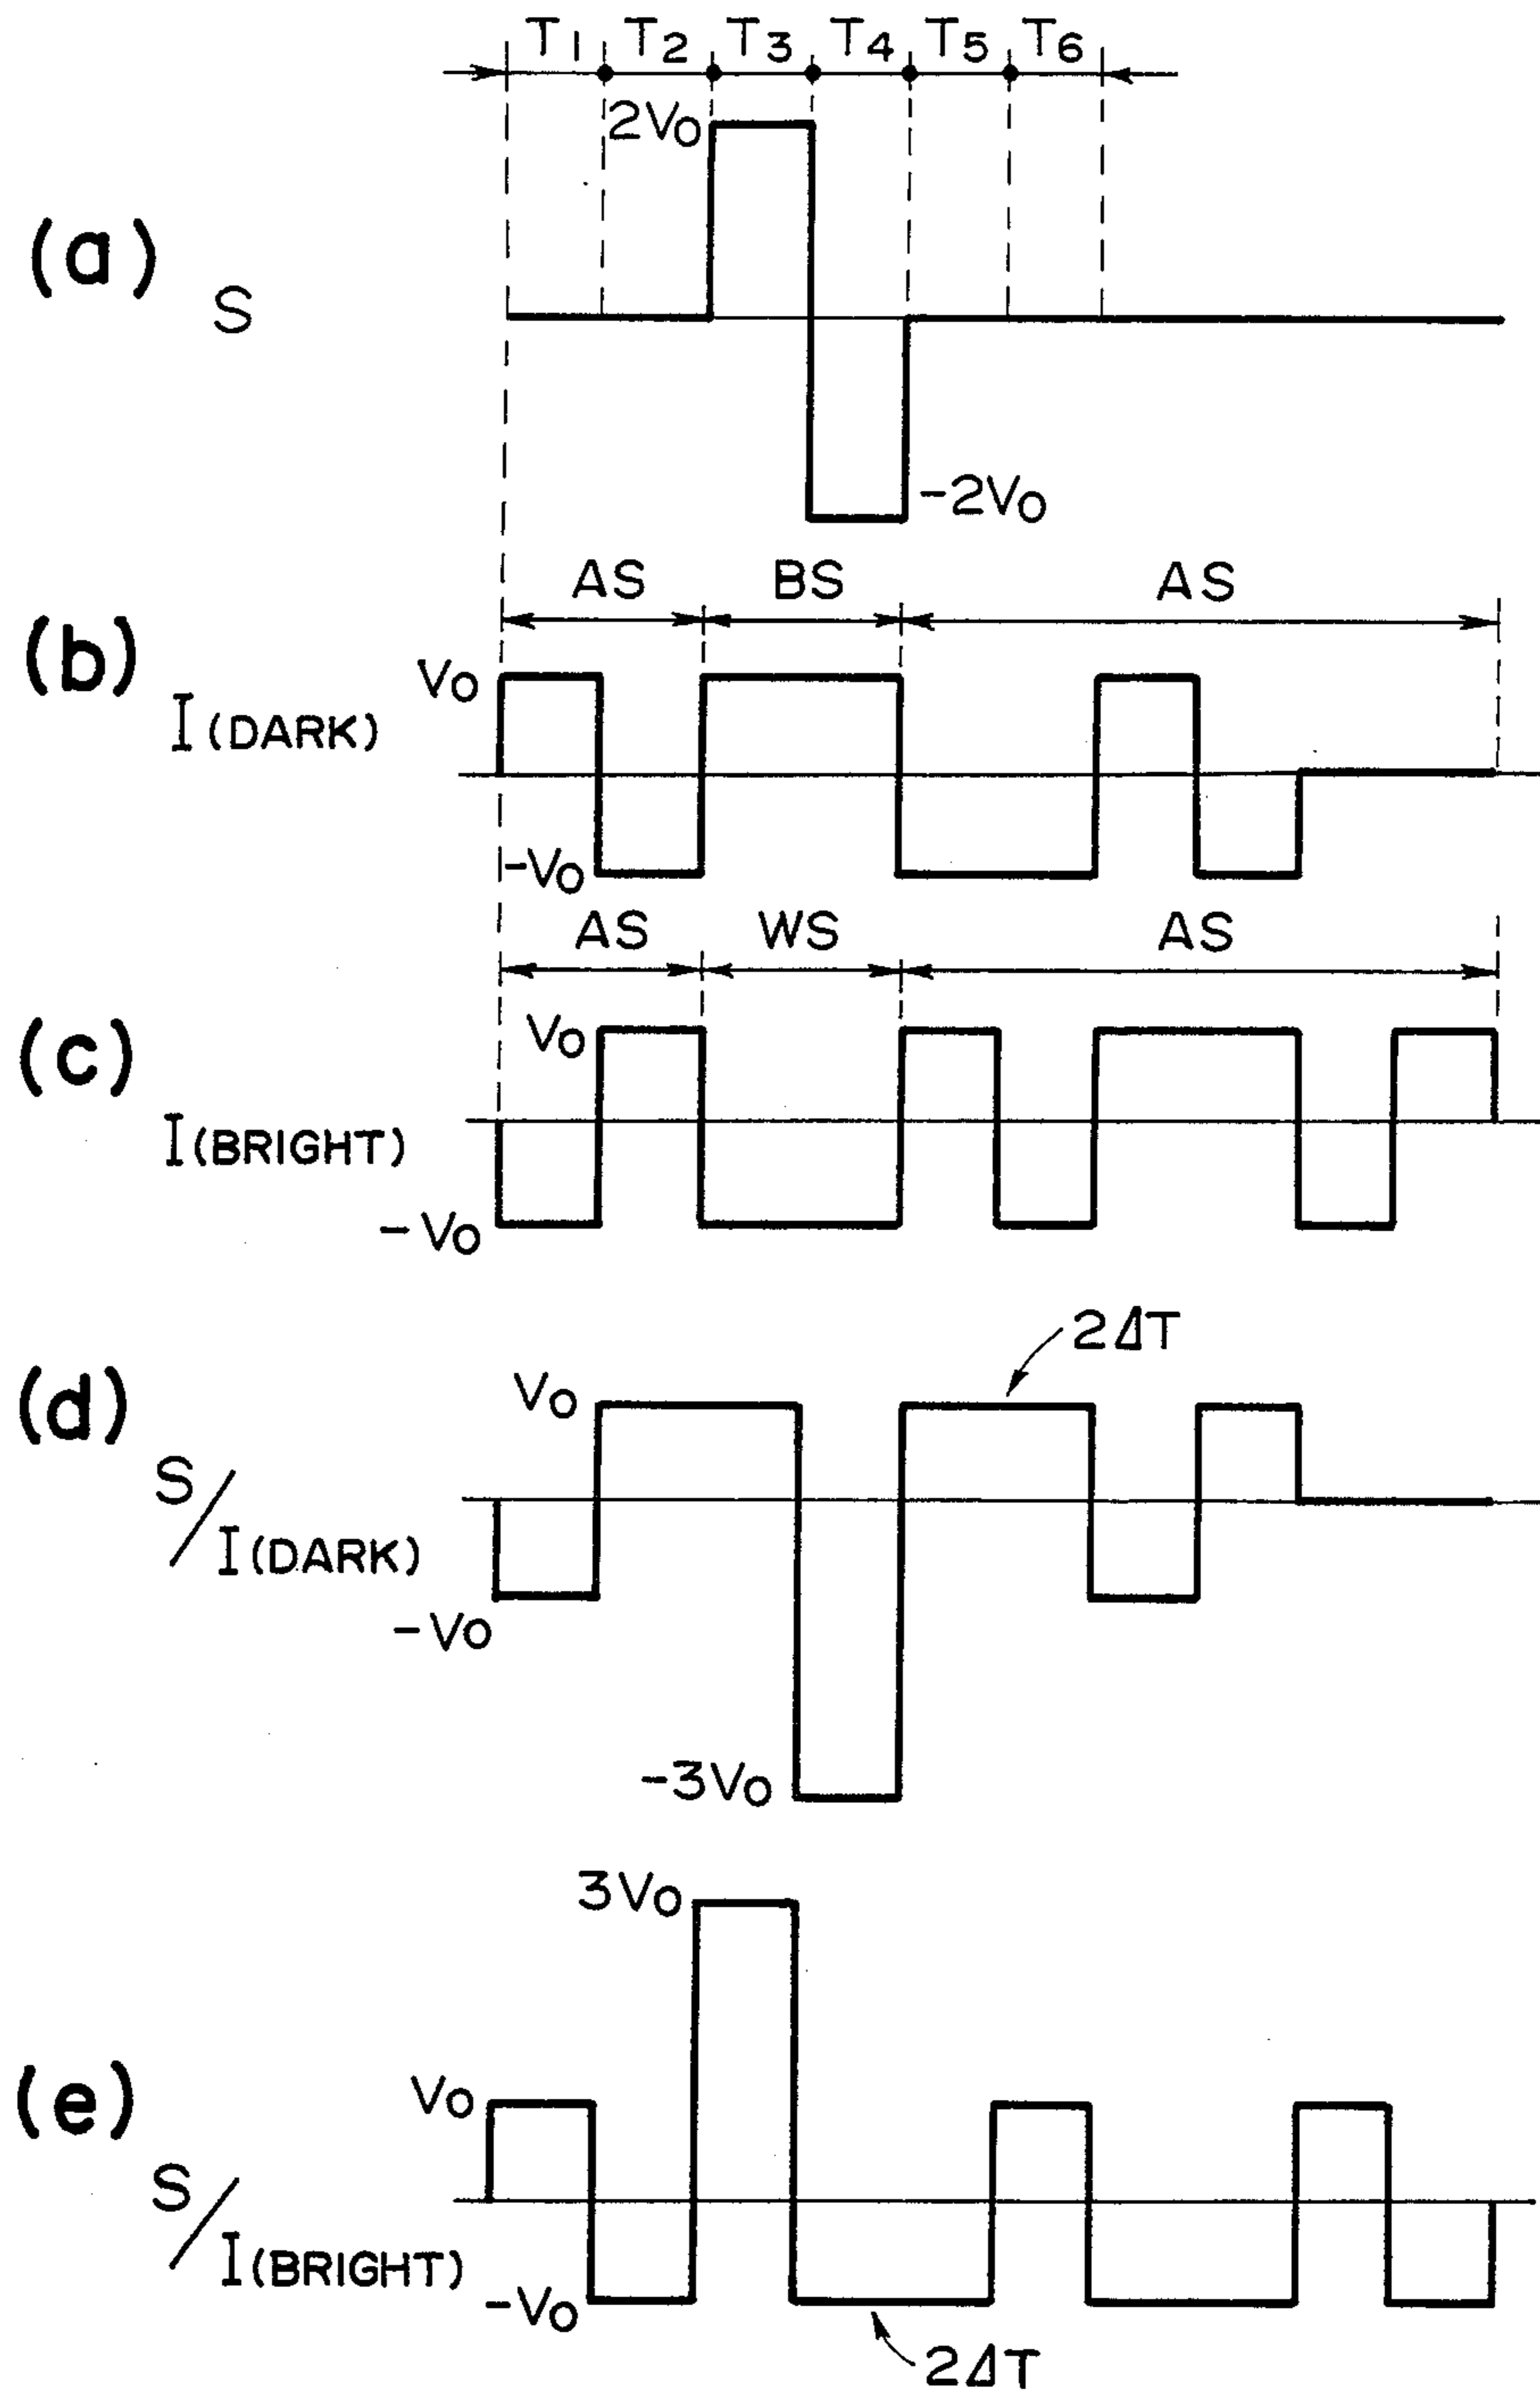 T1 T2 T3 T4 T5 T6
2V0
(a)
S
-2V0
AS BS AS
(b)
V0
I(DARK)
-V0
AS WS AS
(c)
V0
I(BRIGHT)
-V0
2ΔT
(d)
V0
S/I(DARK)
-V0
-3V0
3V0
(e)
V0
S/I(BRIGHT)
-V0
2ΔT